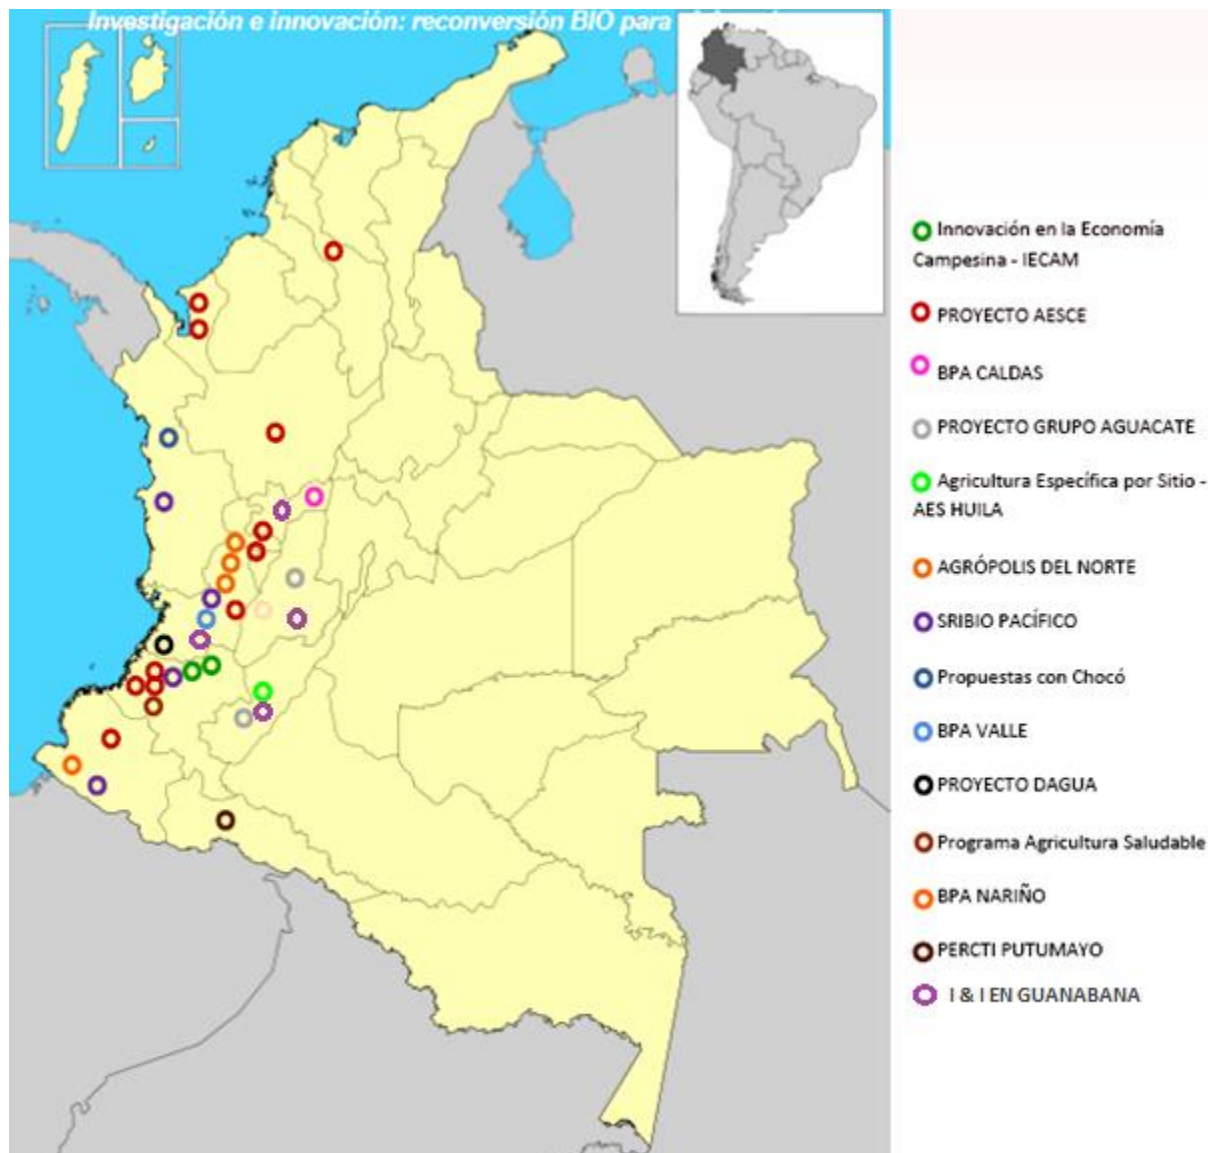 Investigación e innovación: reconversión BIO para
Innovación en la Economía
Campesina - IECAM
PROYECTO AESCE
BPA CALDAS
PROYECTO GRUPO AGUACATE
Agricultura Específica por Sitio -
AES HUILA
AGRÓPOLIS DEL NORTE
SRIBIO PACÍFICO
Propuestas con Chocó
BPA VALLE
PROYECTO DAGUA
Programa Agricultura Saludable
BPA NARIÑO
PERCTI PUTUMAYO
I & I EN GUANABANA